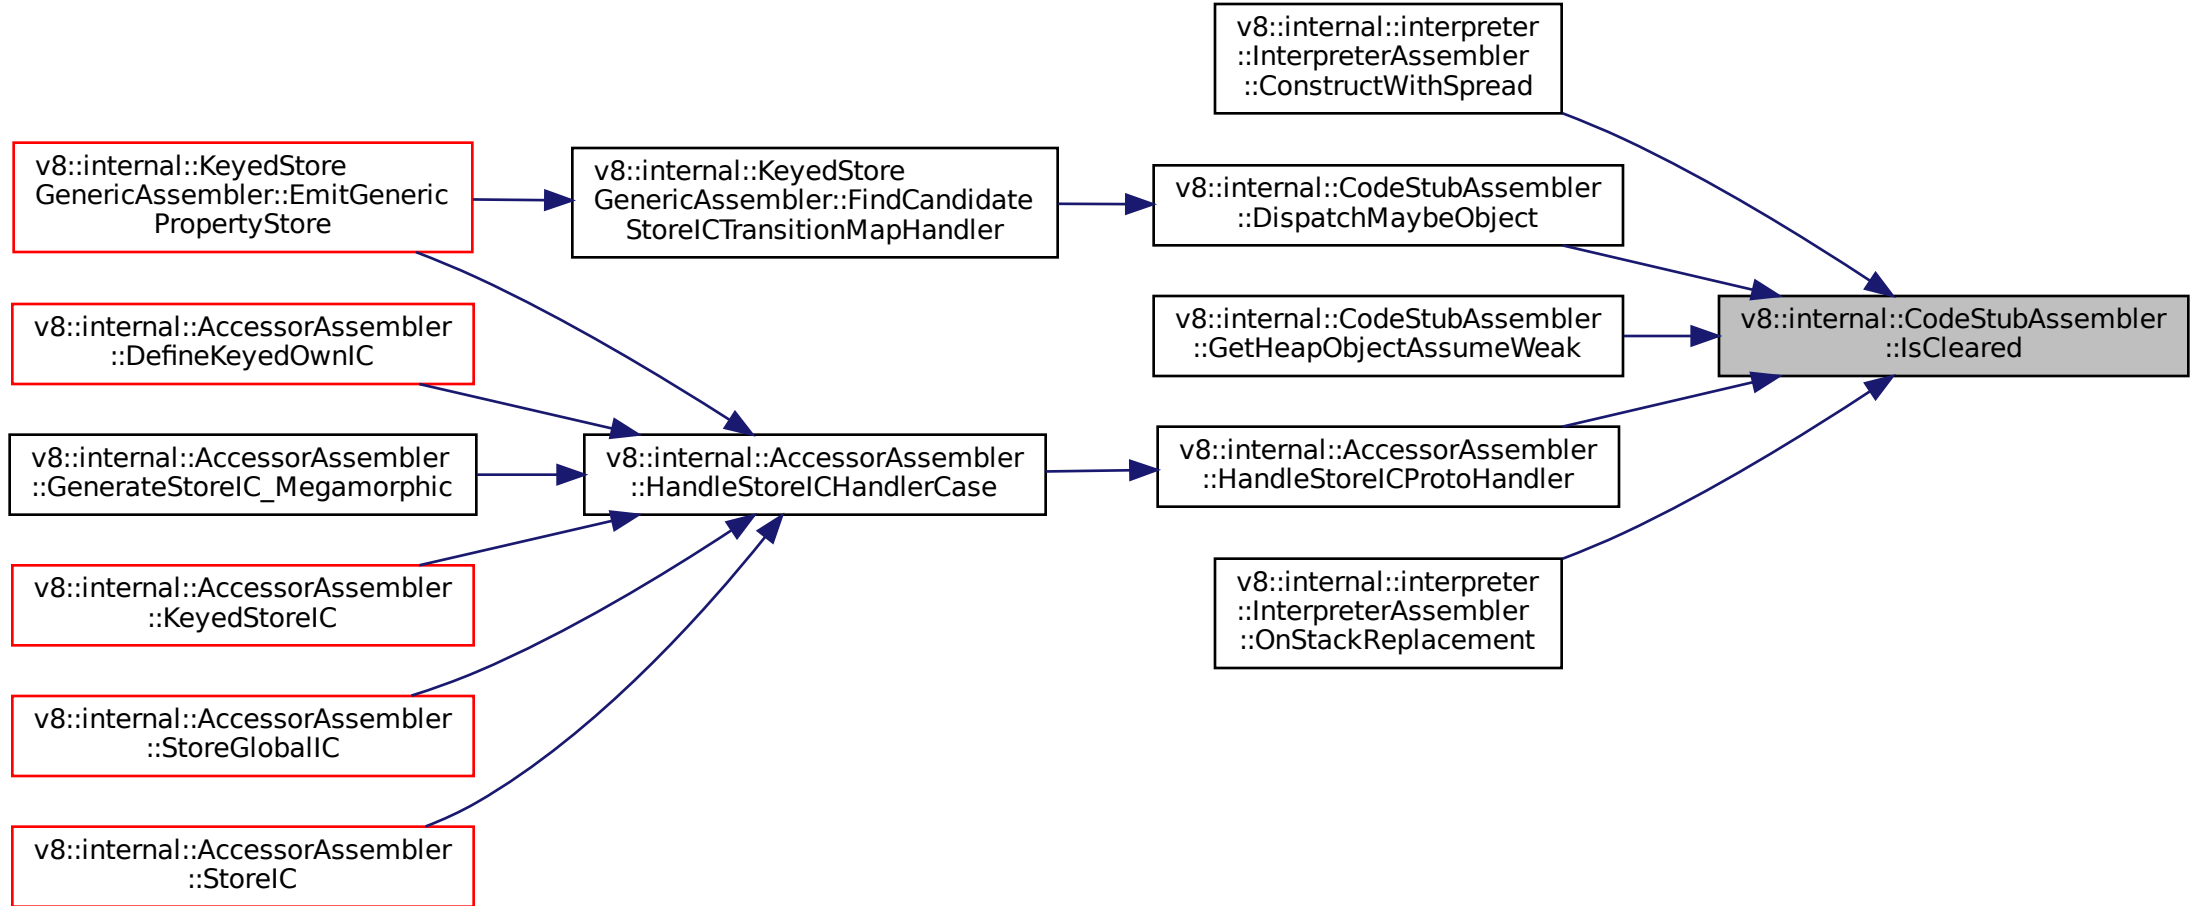 v8::internal::interpreter
::InterpreterAssembler
::ConstructWithSpread
v8::internal::KeyedStore
GenericAssembler::EmitGeneric
PropertyStore
v8::internal::KeyedStore
GenericAssembler::FindCandidate
StoreICTransitionMapHandler
v8::internal::CodeStubAssembler
::DispatchMaybeObject
v8::internal::AccessorAssembler
::DefineKeyedOwnIC
v8::internal::CodeStubAssembler
::GetHeapObjectAssumeWeak
v8::internal::CodeStubAssembler
::IsCleared
v8::internal::AccessorAssembler
::GenerateStoreIC_Megamorphic
v8::internal::AccessorAssembler
::HandleStoreICHandlerCase
v8::internal::AccessorAssembler
::HandleStoreICProtoHandler
v8::internal::AccessorAssembler
::KeyedStoreIC
v8::internal::interpreter
::InterpreterAssembler
::OnStackReplacement
v8::internal::AccessorAssembler
::StoreGlobalIC
v8::internal::AccessorAssembler
::StoreIC